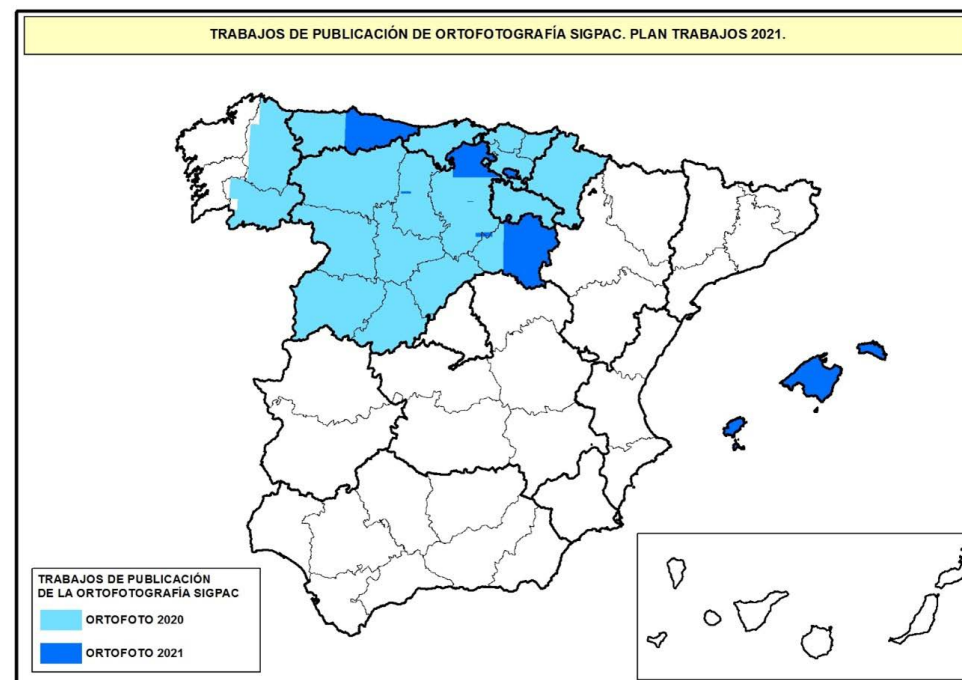 TRABAJOS DE PUBLICACIÓN DE ORTOFOTOGRAFÍA SIGPAC. PLAN TRABAJOS 2021.
TRABAJOS DE PUBLICACIÓN
DE LA ORTOFOTOGRAFÍA SIGPAC
ORTOFOTO 2020
ORTOFOTO 2021